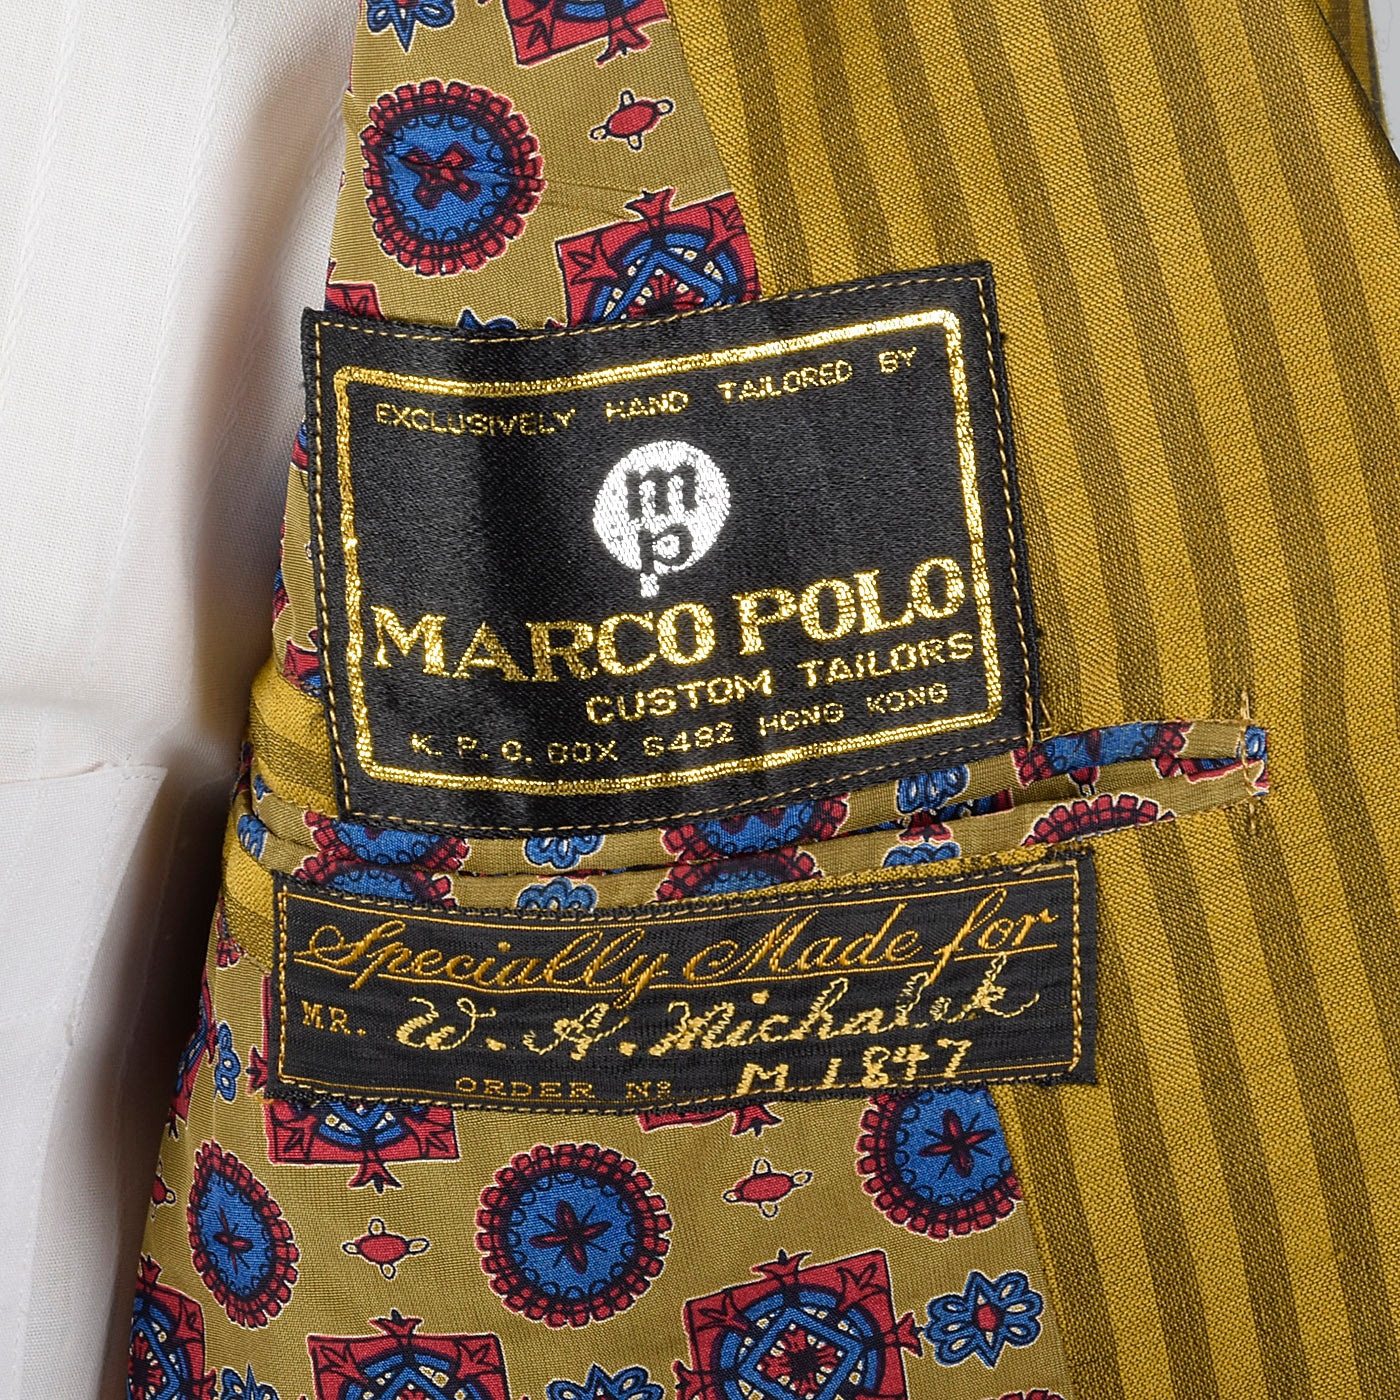 EXCLUSIVELY HAND TAILORED BY
mp
MARCO POLO
CUSTOM TAILORS
K. P. O. BOX 6482 HONG KONG
Specially Made for
MR. W. A. Michalek
ORDER Nº M 1847